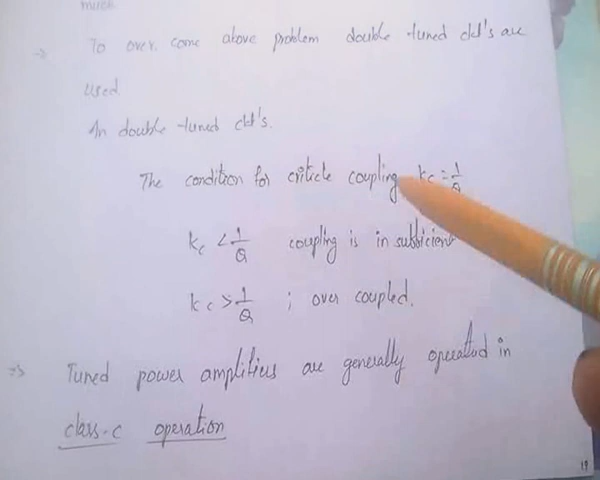 much
⇒ To over come above problem double tuned ckt's are
used
In double tuned ckt's.
The condition for criticle coupling kc = 1/Q
kc < 1/Q coupling is in sufficient
kc > 1/Q ; over coupled.
⇒ Tuned power amplifiers are generally operatted in
class-c operation
19